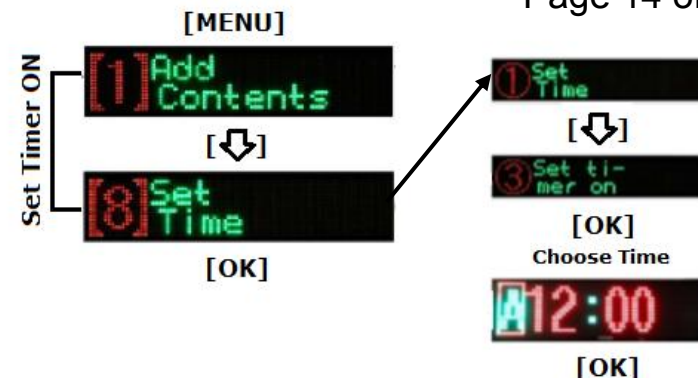 Page 14 o
[MENU]
Set Timer ON
[1] Add
Contents
[⇩]
[8] Set
Time
[OK]
① Set
Time
[⇩]
③ Set ti-
mer on
[OK]
Choose Time
A12:00
[OK]